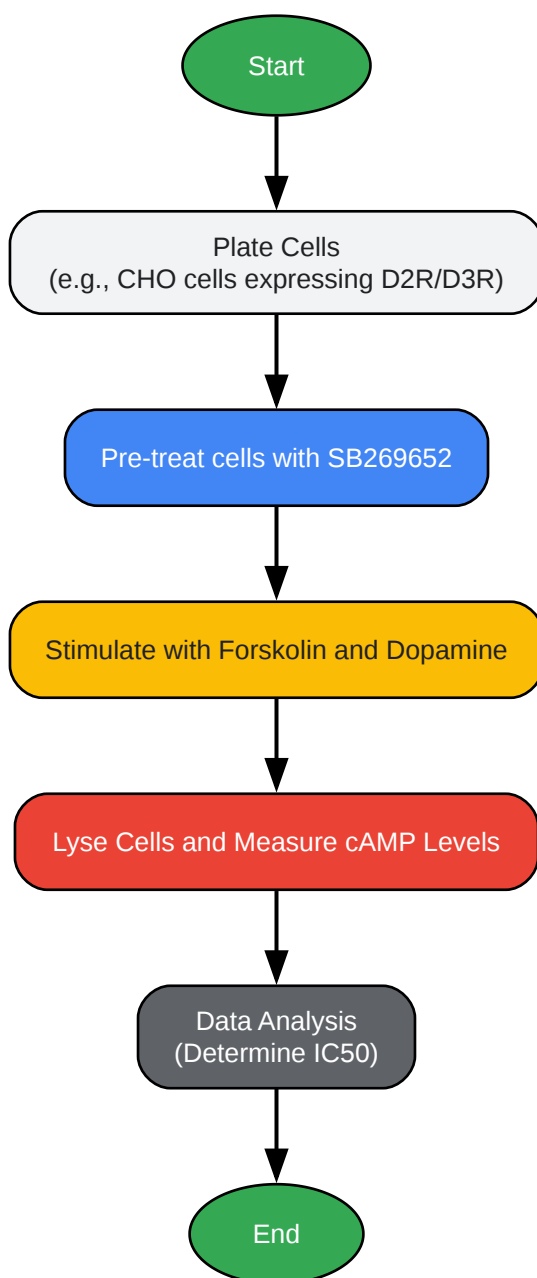 Start
Plate Cells
(e.g., CHO cells expressing D2R/D3R)
Pre-treat cells with SB269652
Stimulate with Forskolin and Dopamine
Lyse Cells and Measure cAMP Levels
Data Analysis
(Determine IC50)
End